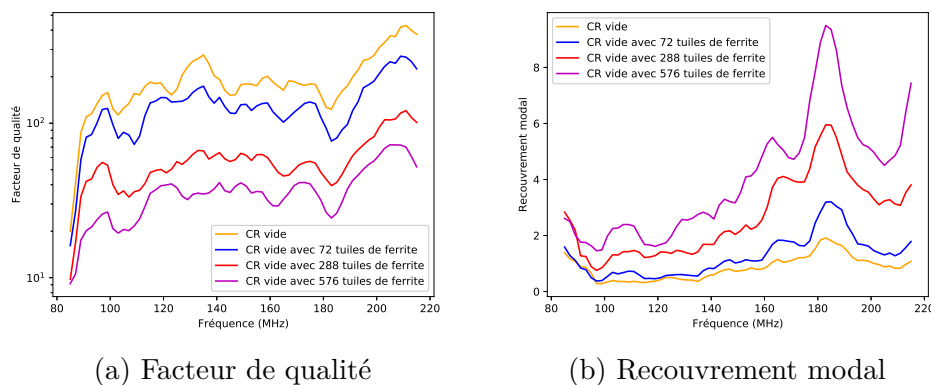 10²
10¹
Facteur de qualité
CR vide
CR vide avec 72 tuiles de ferrite
CR vide avec 288 tuiles de ferrite
CR vide avec 576 tuiles de ferrite
80 100 120 140 160 180 200 220
Fréquence (MHz)
(a) Facteur de qualité
8
6
4
2
0
Recouvrement modal
CR vide
CR vide avec 72 tuiles de ferrite
CR vide avec 288 tuiles de ferrite
CR vide avec 576 tuiles de ferrite
80 100 120 140 160 180 200 220
Fréquence (MHz)
(b) Recouvrement modal